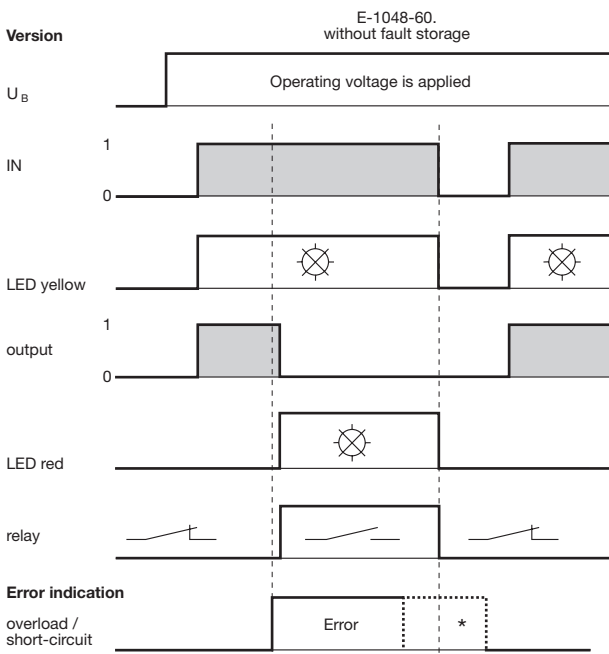 E-1048-60.
Version
without fault storage
Operating voltage is applied
U B
1
IN
0
LED yellow
1
output
0
LED red
relay
Error indication
overload /
short-circuit
Error
*